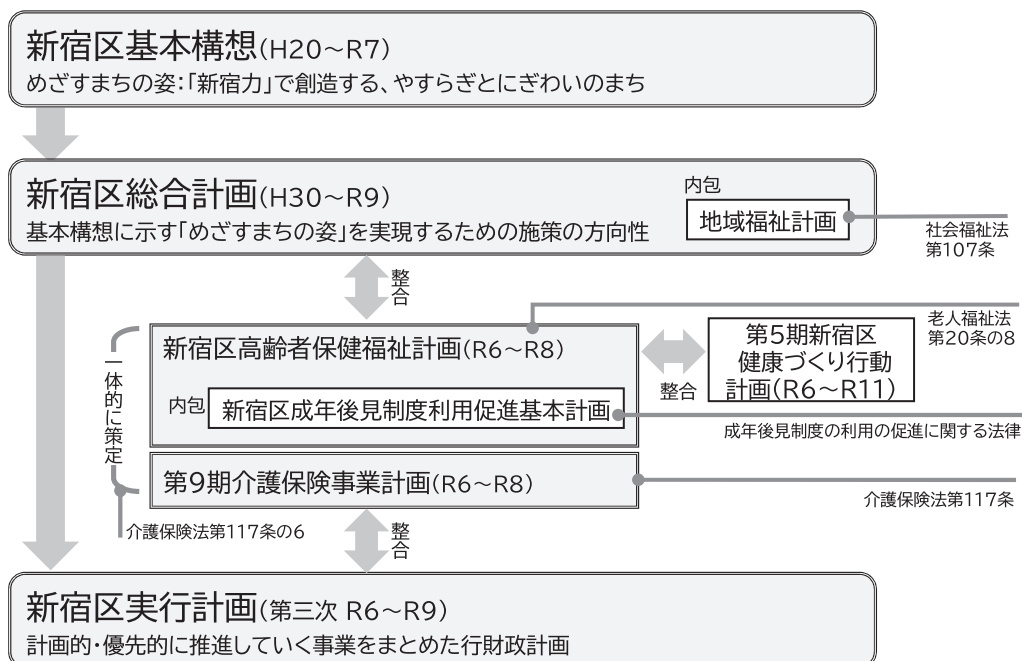 新宿区基本構想(H20～R7)
めざすまちの姿:「新宿力」で創造する、やすらぎとにぎわいのまち
新宿区総合計画(H30～R9)
基本構想に示す「めざすまちの姿」を実現するための施策の方向性
内包
地域福祉計画
社会福祉法
第107条
整合
新宿区高齢者保健福祉計画(R6～R8)
内包
新宿区成年後見制度利用促進基本計画
老人福祉法
第20条の8
整合
第5期新宿区
健康づくり行動
計画(R6～R11)
成年後見制度の利用の促進に関する法律
一体的に策定
第9期介護保険事業計画(R6～R8)
介護保険法第117条
介護保険法第117条の6
整合
新宿区実行計画(第三次 R6～R9)
計画的・優先的に推進していく事業をまとめた行財政計画